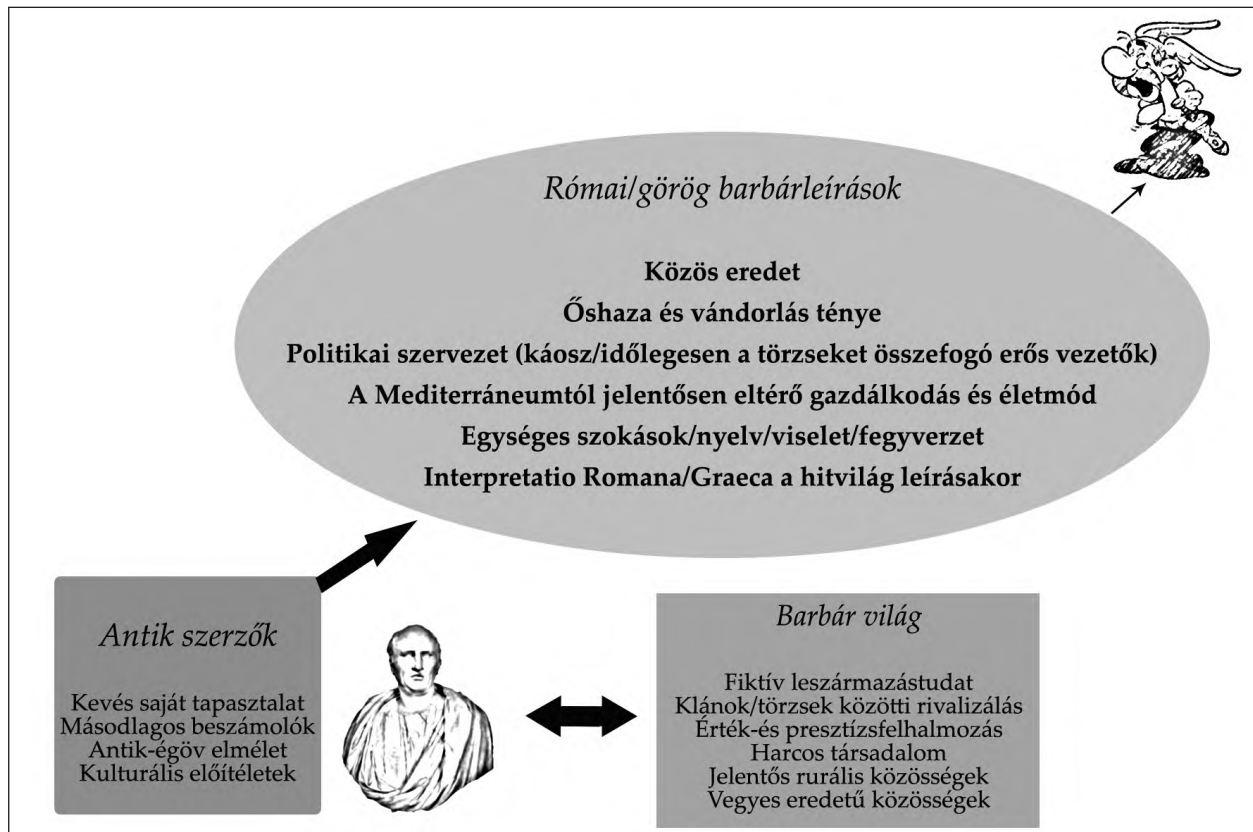 Római/görög barbárleírások
Közös eredet
Őshaza és vándorlás ténye
Politikai szervezet (káosz/időlegesen a törzseket összefogó erős vezetők)
A Mediterráneumtól jelentősen eltérő gazdálkodás és életmód
Egységes szokások/nyelv/viselet/fegyverzet
Interpretatio Romana/Graeca a hitvilág leírásakor
Antik szerzők
Kevés saját tapasztalat
Másodlagos beszámolók
Antik-égöv elmélet
Kulturális előítéletek
Barbár világ
Fiktív leszármazástudat
Klánok/törzsek közötti rivalizálás
Érték-és presztízsfelhalmozás
Harcos társadalom
Jelentős rurális közösségek
Vegyes eredetű közösségek